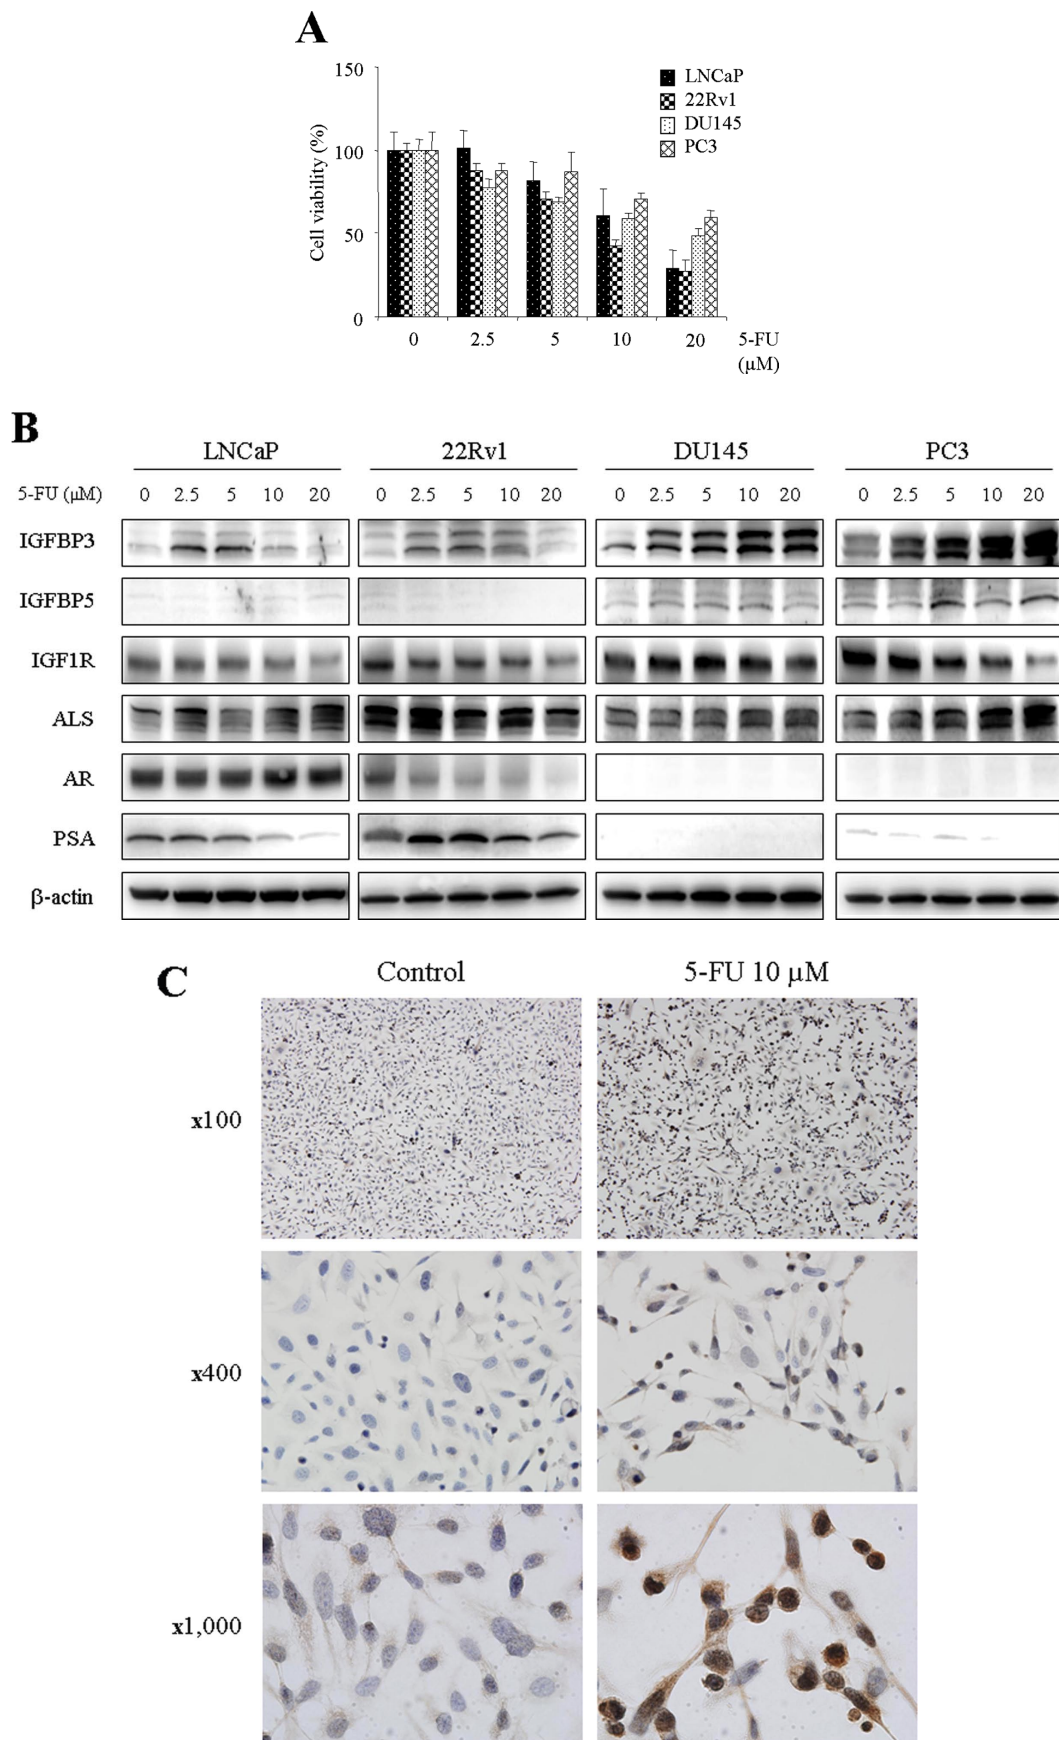 A
150
100
50
0
Cell viability (%)
LNCaP
22Rv1
DU145
PC3
0 2.5 5 10 20 5-FU
(µM)
B
LNCaP 22Rv1 DU145 PC3
5-FU (µM) 0 2.5 5 10 20 0 2.5 5 10 20 0 2.5 5 10 20 0 2.5 5 10 20
IGFBP3
IGFBP5
IGF1R
ALS
AR
PSA
β-actin
C
Control 5-FU 10 µM
x100
x400
x1,000